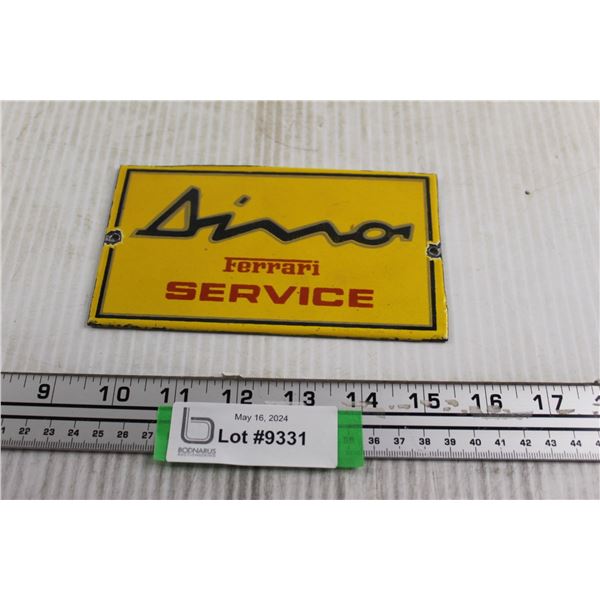 Dino
Ferrari
SERVICE
9 10 11 12 13 14 15 16 17
May 16, 2024
Lot #9331
BODNARUS
AUCTIONEERING
22 23 24 25 26 27 36 37 38 39 40 41 42 43 44